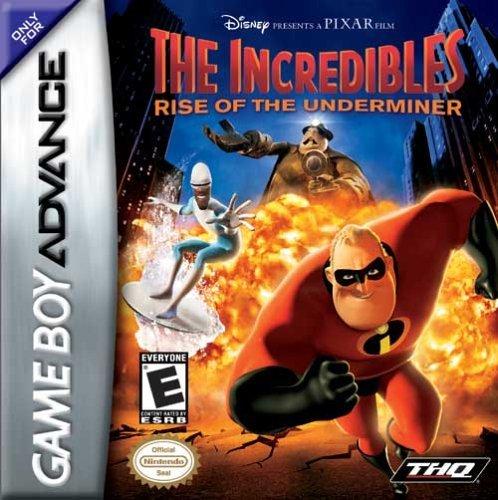 ONLY
FOR
GAME BOY ADVANCE
DISNEY PRESENTS A PIXAR FILM
THE INCREDIBLES
RISE OF THE UNDERMINER
EVERYONE
E
CONTENT RATED BY
ESRB
Official
Nintendo
Seal
THQ